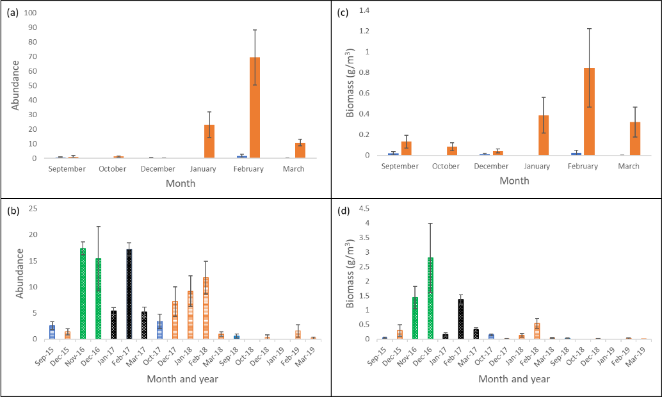 (a)
100
90
80
70
60
50
40
30
20
10
0
Abundance
September October December January February March
Month
(c)
1.4
1.2
1
0.8
0.6
0.4
0.2
0
Biomass (g/m³)
September October December January February March
Month
(b)
25
20
15
10
5
0
Abundance
Sep-15 Dec-15 Nov-16 Dec-16 Jan-17 Feb-17 Mar-17 Oct-17 Dec-17 Jan-18 Feb-18 Mar-18 Sep-18 Oct-18 Dec-18 Jan-19 Feb-19 Mar-19
Month and year
(d)
4.5
4
3.5
3
2.5
2
1.5
1
0.5
0
Biomass (g/m³)
Sep-15 Dec-15 Nov-16 Dec-16 Jan-17 Feb-17 Mar-17 Oct-17 Dec-17 Jan-18 Feb-18 Mar-18 Sep-18 Oct-18 Dec-18 Jan-19 Feb-19 Mar-19
Month and year